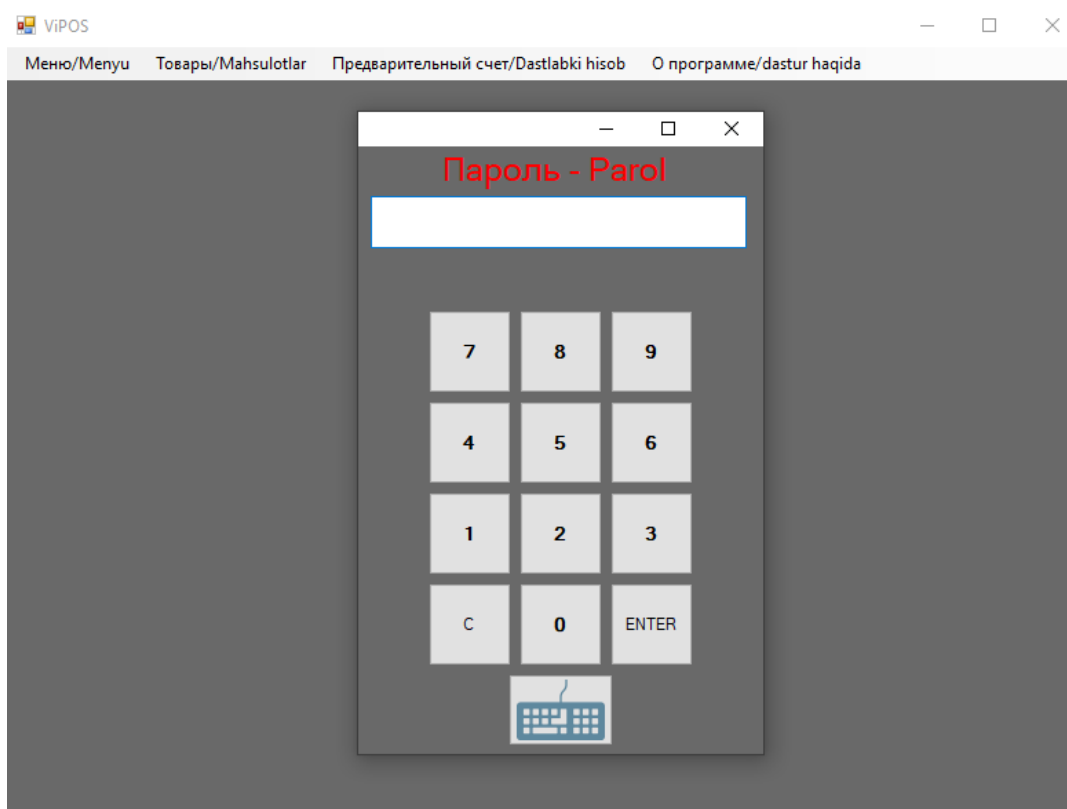 ViPOS
Меню/Menyu Товары/Mahsulotlar Предварительный счет/Dastlabki hisob О программе/dastur haqida
Пароль - Parol
7 8 9
4 5 6
1 2 3
C 0 ENTER